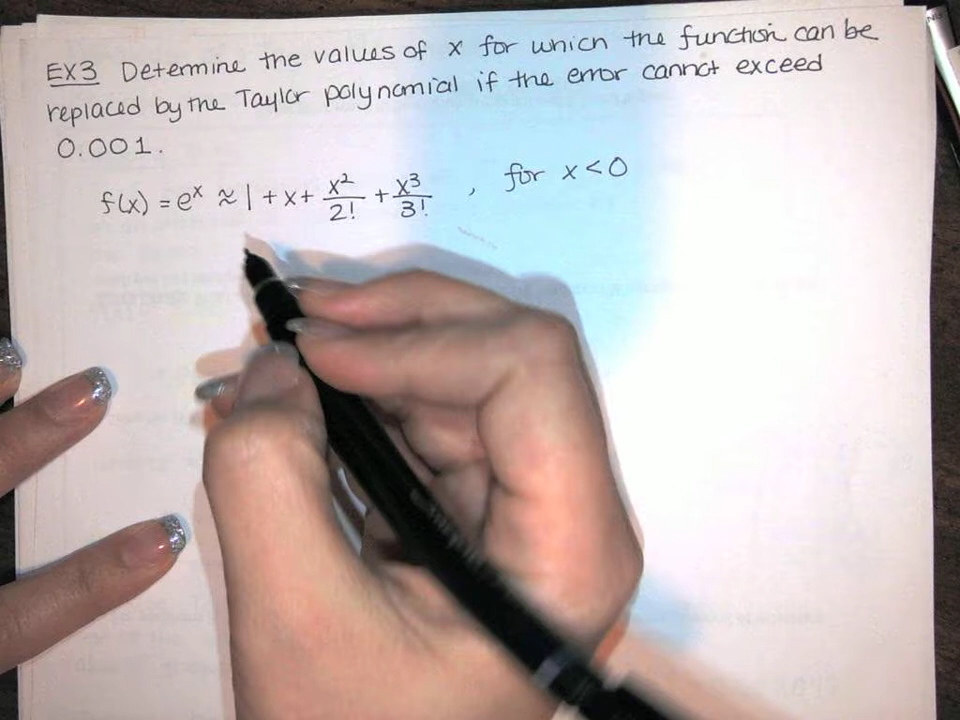 EX3 Determine the values of x for which the function can be
replaced by the Taylor polynomial if the error cannot exceed
0.001.
f(x) = eˣ ≈ 1 + x + x²/2! + x³/3! , for x < 0